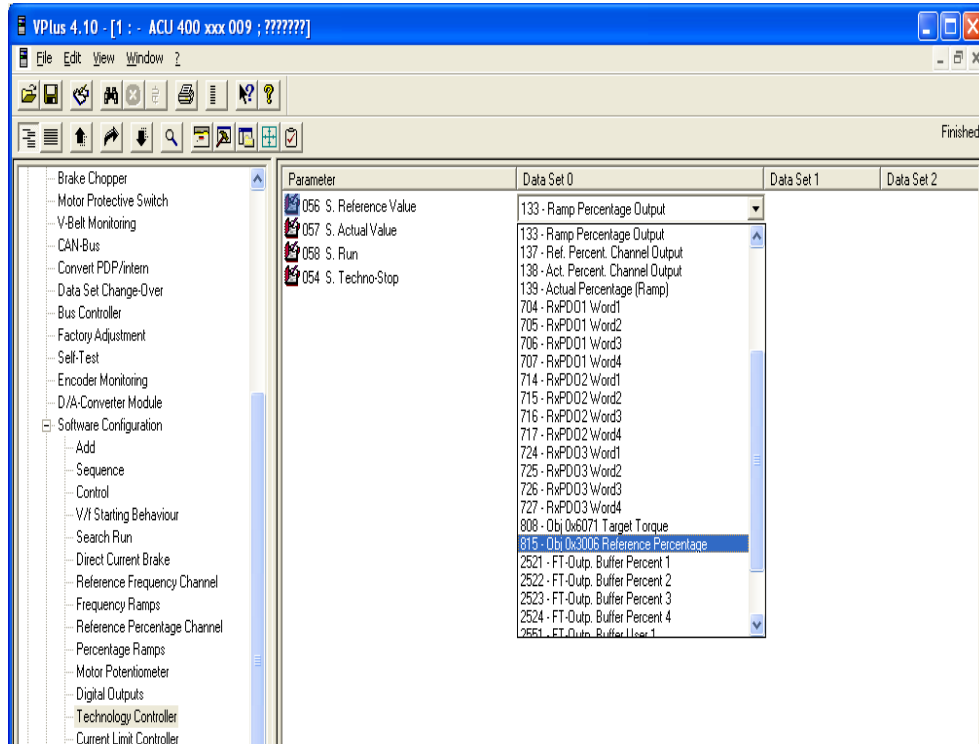 VPlus 4.10 - [1 : - ACU 400 xxx 009 ; ???????]
File Edit View Window ?
Finished
Brake Chopper
Motor Protective Switch
V-Belt Monitoring
CAN-Bus
Convert PDP/intern
Data Set Change-Over
Bus Controller
Factory Adjustment
Self-Test
Encoder Monitoring
D/A-Converter Module
Software Configuration
Add
Sequence
Control
V/f Starting Behaviour
Search Run
Direct Current Brake
Reference Frequency Channel
Frequency Ramps
Reference Percentage Channel
Percentage Ramps
Motor Potentiometer
Digital Outputs
Technology Controller
Current Limit Controller
Parameter Data Set 0 Data Set 1 Data Set 2
056 S. Reference Value 133 - Ramp Percentage Output
057 S. Actual Value
058 S. Run
054 S. Techno-Stop
133 - Ramp Percentage Output
137 - Ref. Percent. Channel Output
138 - Act. Percent. Channel Output
139 - Actual Percentage (Ramp)
704 - RxPDO1 Word1
705 - RxPDO1 Word2
706 - RxPDO1 Word3
707 - RxPDO1 Word4
714 - RxPDO2 Word1
715 - RxPDO2 Word2
716 - RxPDO2 Word3
717 - RxPDO2 Word4
724 - RxPDO3 Word1
725 - RxPDO3 Word2
726 - RxPDO3 Word3
727 - RxPDO3 Word4
808 - Obj 0x6071 Target Torque
815 - Obj 0x3006 Reference Percentage
2521 - FT-Outp. Buffer Percent 1
2522 - FT-Outp. Buffer Percent 2
2523 - FT-Outp. Buffer Percent 3
2524 - FT-Outp. Buffer Percent 4
2551 - FT-Outp. Buffer User 1